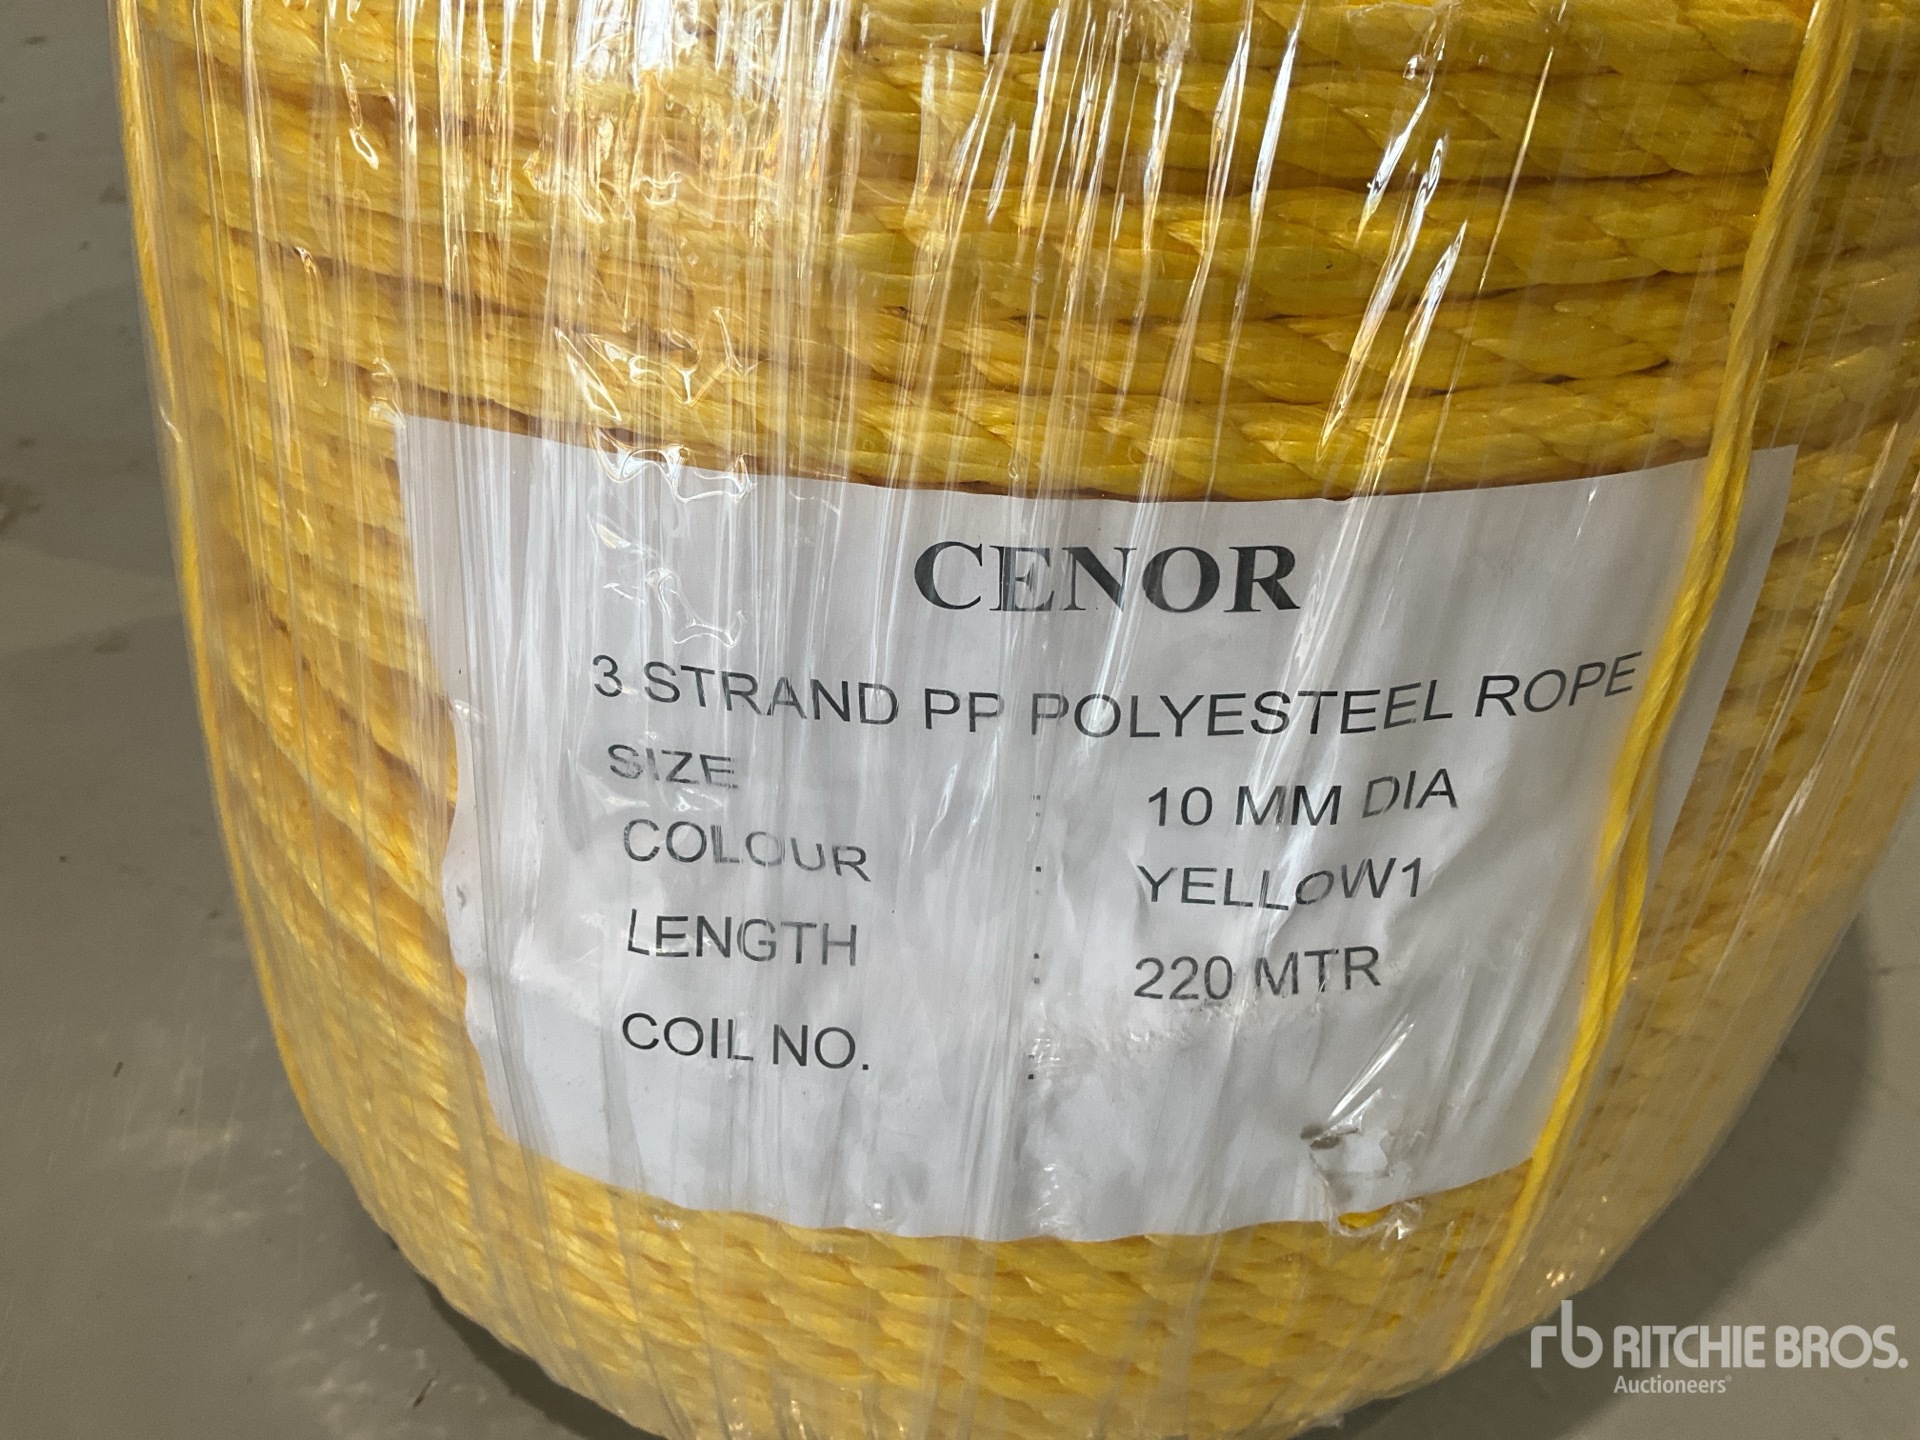 CENOR
3 STRAND PP POLYESTEEL ROPE
SIZE : 10 MM DIA
COLOUR : YELLOW1
LENGTH : 220 MTR
COIL NO. :
rb RITCHIE BROS.
Auctioneers